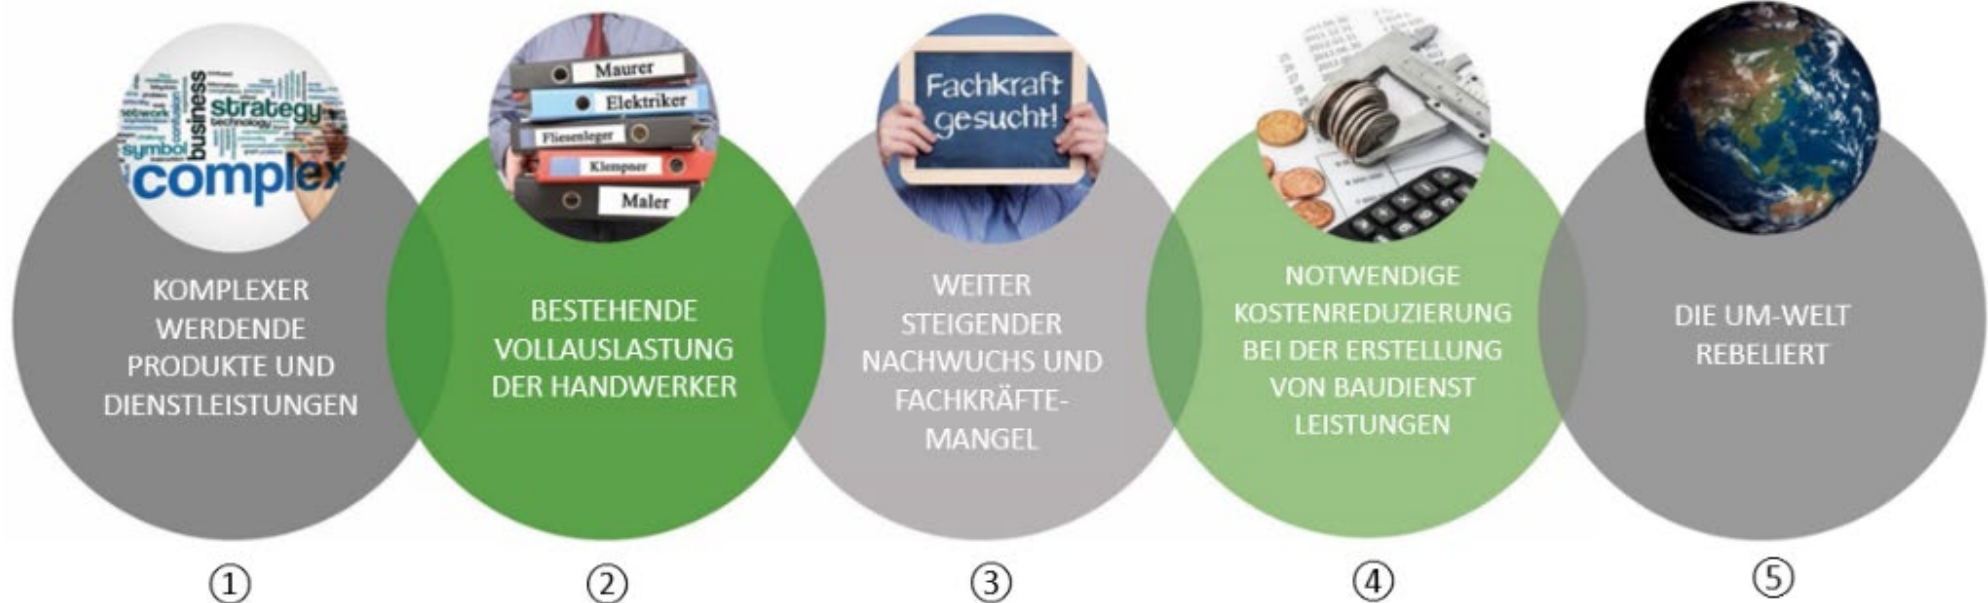 business
strategy
technology
network
symbol
complex
KOMPLEXER
WERDENDE
PRODUKTE UND
DIENSTLEISTUNGEN
①
Maurer
Elektriker
Fliesenleger
Klempner
Maler
BESTEHENDE
VOLLAUSLASTUNG
DER HANDWERKER
②
Fachkraft
gesucht!
WEITER
STEIGENDER
NACHWUCHS UND
FACHKRÄFTE-
MANGEL
③
NOTWENDIGE
KOSTENREDUZIERUNG
BEI DER ERSTELLUNG
VON BAUDIENST
LEISTUNGEN
④
DIE UM-WELT
REBELIERT
⑤